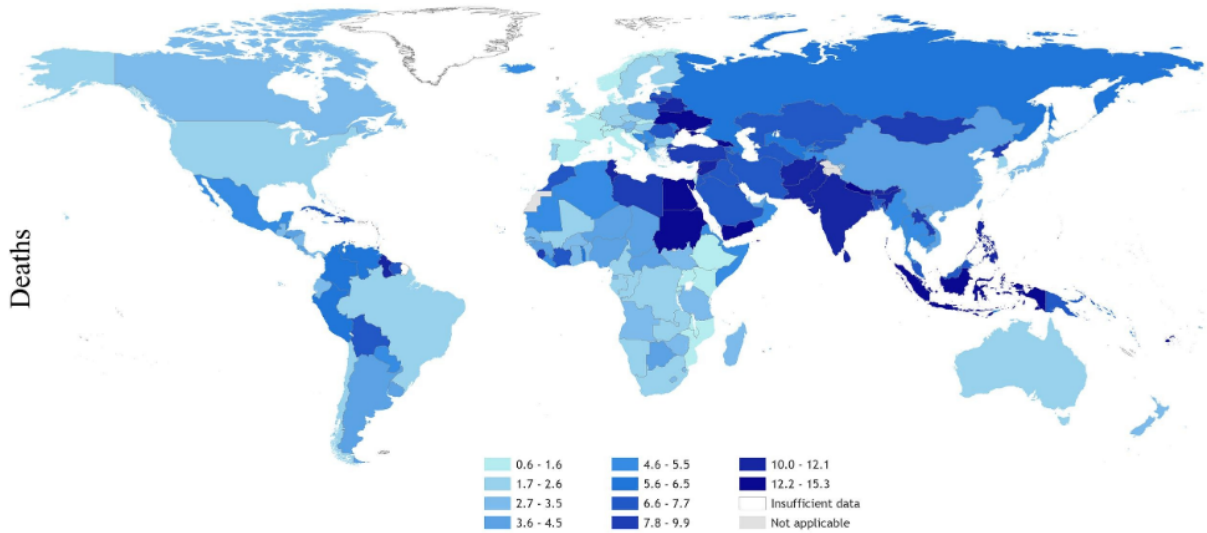 Deaths
0.6 - 1.6
1.7 - 2.6
2.7 - 3.5
3.6 - 4.5
4.6 - 5.5
5.6 - 6.5
6.6 - 7.7
7.8 - 9.9
10.0 - 12.1
12.2 - 15.3
Insufficient data
Not applicable